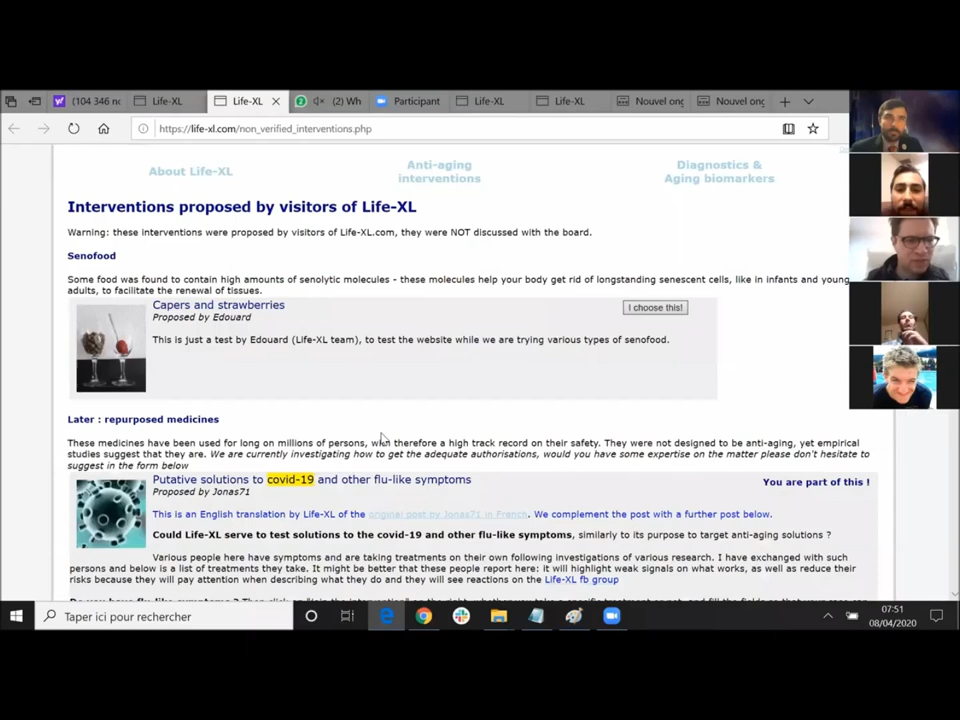 (104 346 nc
Life-XL
Life-XL
(2) Wh
Participant
Life-XL
Life-XL
Nouvel ong
Nouvel ong
https://life-xl.com/non_verified_interventions.php
About Life-XL
Anti-aging
interventions
Diagnostics &
Aging biomarkers
Interventions proposed by visitors of Life-XL
Warning: these interventions were proposed by visitors of Life-XL.com, they were NOT discussed with the board.
Senofood
Some food was found to contain high amounts of senolytic molecules - these molecules help your body get rid of longstanding senescent cells, like in infants and young
adults, to facilitate the renewal of tissues.
Capers and strawberries
I choose this!
Proposed by Edouard
This is just a test by Edouard (Life-XL team), to test the website while we are trying various types of senofood.
Later : repurposed medicines
These medicines have been used for long on millions of persons, with therefore a high track record on their safety. They were not designed to be anti-aging, yet empirical
studies suggest that they are. We are currently investigating how to get the adequate authorisations, would you have some expertise on the matter please don't hesitate to
suggest in the form below
Putative solutions to covid-19 and other flu-like symptoms
You are part of this !
Proposed by Jonas71
This is an English translation by Life-XL of the original post by Jonas71 in French. We complement the post with a further post below.
Could Life-XL serve to test solutions to the covid-19 and other flu-like symptoms, similarly to its purpose to target anti-aging solutions ?
Various people here have symptoms and are taking treatments on their own following investigations of various research. I have exchanged with such
persons and below is a list of treatments they take. It might be better that these people report here: it will highlight weak signals on what works, as well as reduce their
risks because they will pay attention when describing what they do and they will see reactions on the Life-XL fb group
Taper ici pour rechercher
07:51
08/04/2020